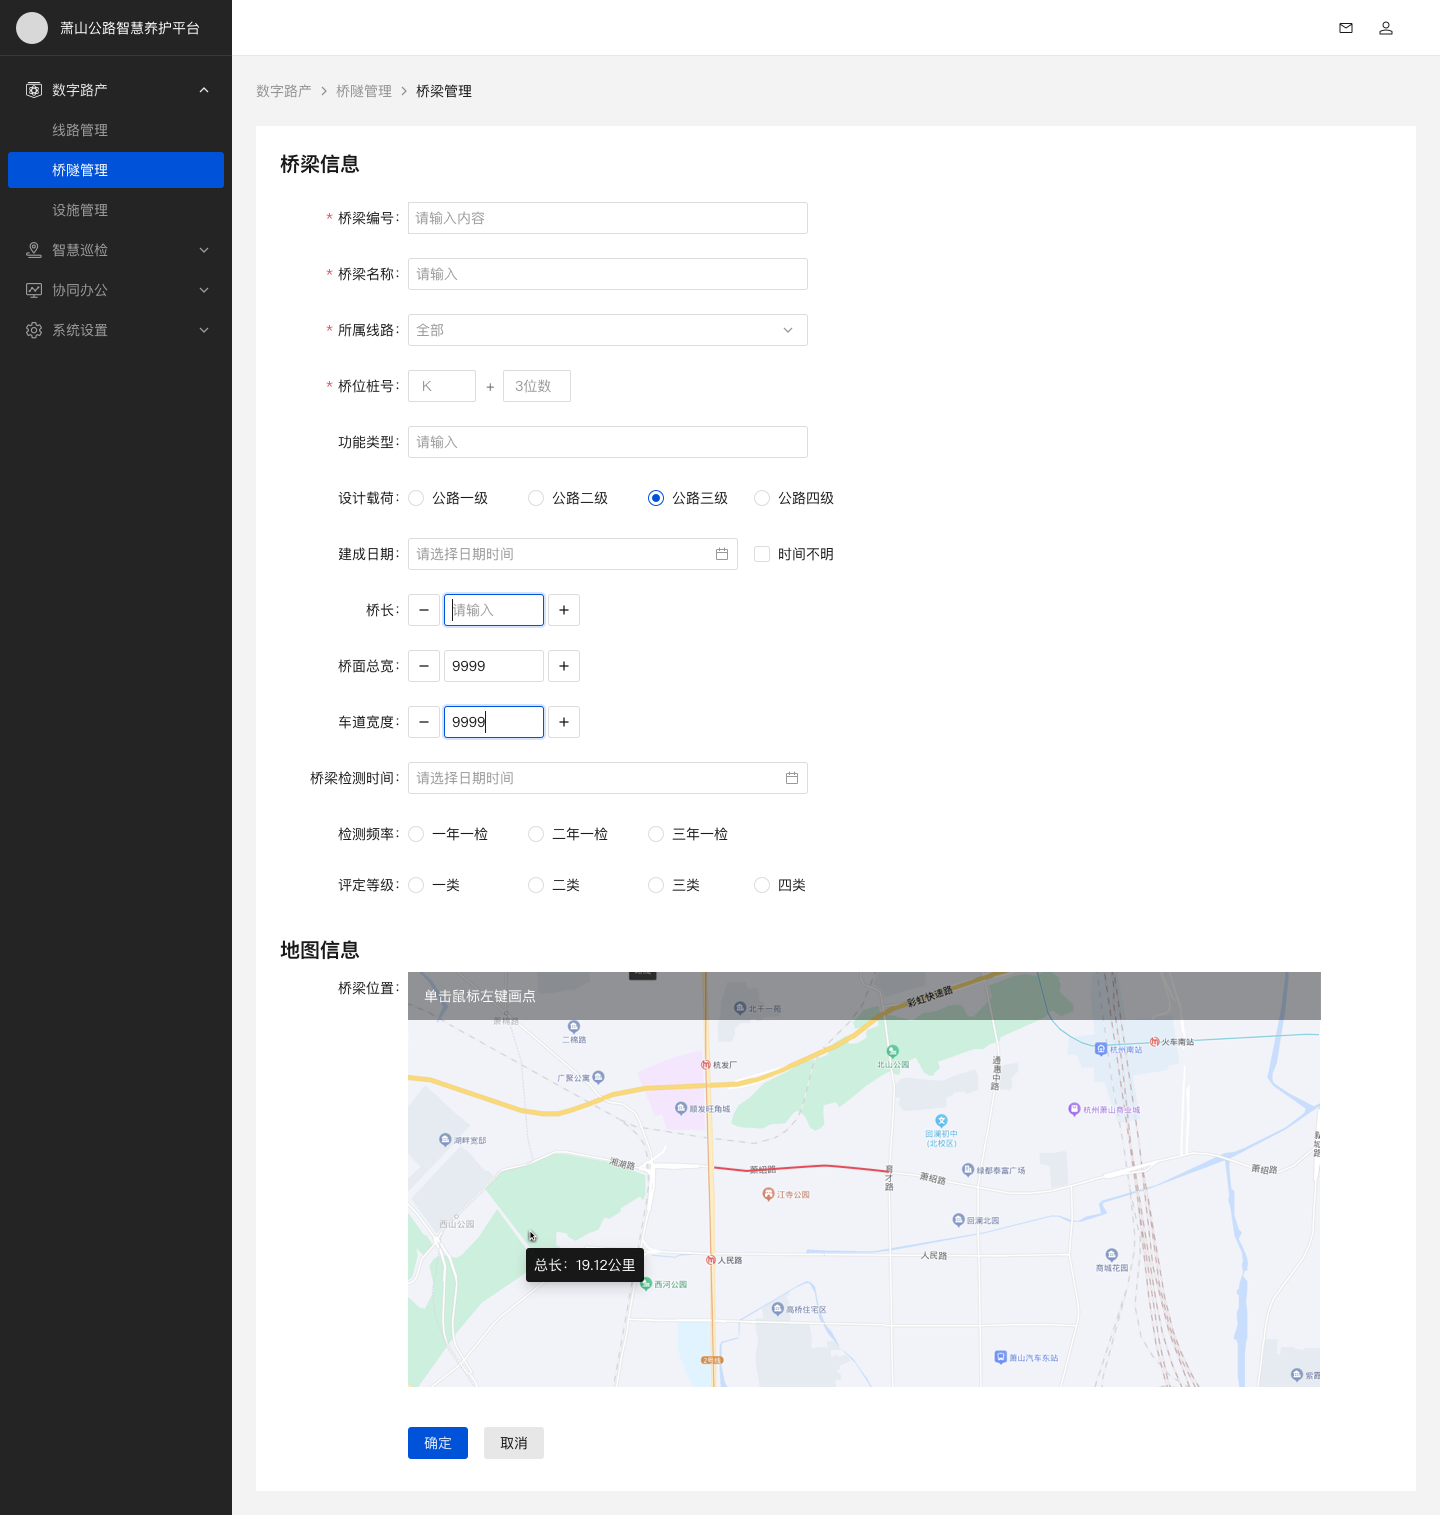 萧山公路智慧养护平台
数字路产
线路管理
桥隧管理
设施管理
智慧巡检
协同办公
系统设置
数字路产 > 桥隧管理 > 桥梁管理
桥梁信息
* 桥梁编号: 请输入内容
* 桥梁名称: 请输入
* 所属线路: 全部
* 桥位桩号: K + 3位数
功能类型: 请输入
设计载荷: 公路一级 公路二级 公路三级 公路四级
建成日期: 请选择日期时间 时间不明
桥长: − 请输入 +
桥面总宽: − 9999 +
车道宽度: − 9999 +
桥梁检测时间: 请选择日期时间
检测频率: 一年一检 二年一检 三年一检
评定等级: 一类 二类 三类 四类
地图信息
桥梁位置:
单击鼠标左键画点
彩虹快速路
北干一苑
萧棉路
二棉路
火车南站
杭州南站
北山公园
通惠中路
杭发厂
广聚公寓
顺发旺角城
杭州萧山商业城
回澜初中
(北校区)
湖畔宽邸
湘湖路
萧绍路
育才路
萧绍路
绿都泰富广场
萧绍路
江寺公园
西山公园
回澜北园
人民路
人民路
商城花园
总长：19.12公里
西河公园
高桥住宅区
2号线
萧山汽车东站
确定
取消